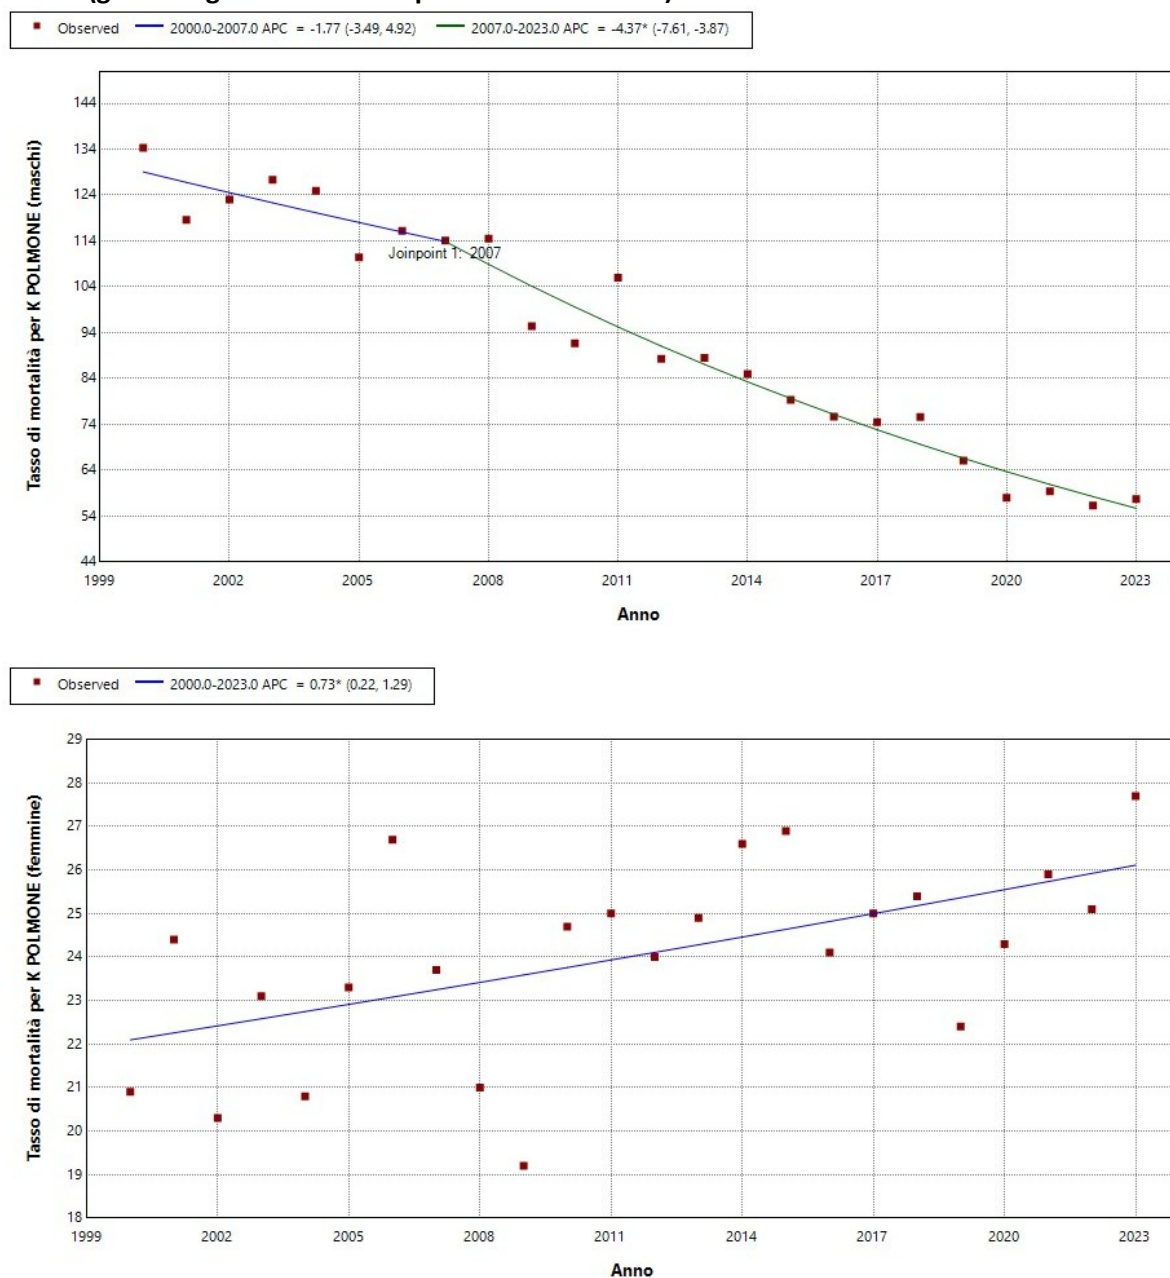 Observed 2000.0-2007.0 APC = -1.77 (-3.49, 4.92) 2007.0-2023.0 APC = -4.37* (-7.61, -3.87)
Tasso di mortalità per K POLMONE (maschi)
144
134
124
114
104
94
84
74
64
54
44
Joinpoint 1: 2007
1999 2002 2005 2008 2011 2014 2017 2020 2023
Anno
Observed 2000.0-2023.0 APC = 0.73* (0.22, 1.29)
Tasso di mortalità per K POLMONE (femmine)
29
28
27
26
25
24
23
22
21
20
19
18
1999 2002 2005 2008 2011 2014 2017 2020 2023
Anno